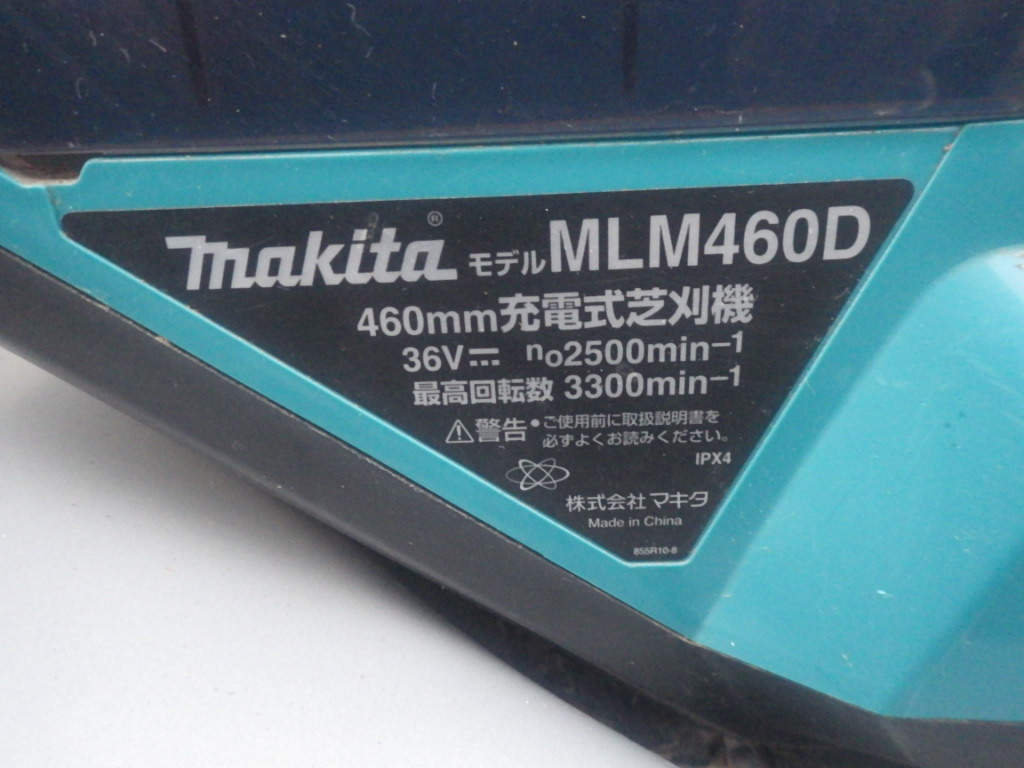 makita® モデル MLM460D
460mm充電式芝刈機
36V⎓ no2500min⁻¹
最高回転数 3300min⁻¹
⚠警告 ●ご使用前に取扱説明書を
必ずよくお読みください。
IPX4
株式会社 マキタ
Made in China
855R10-8